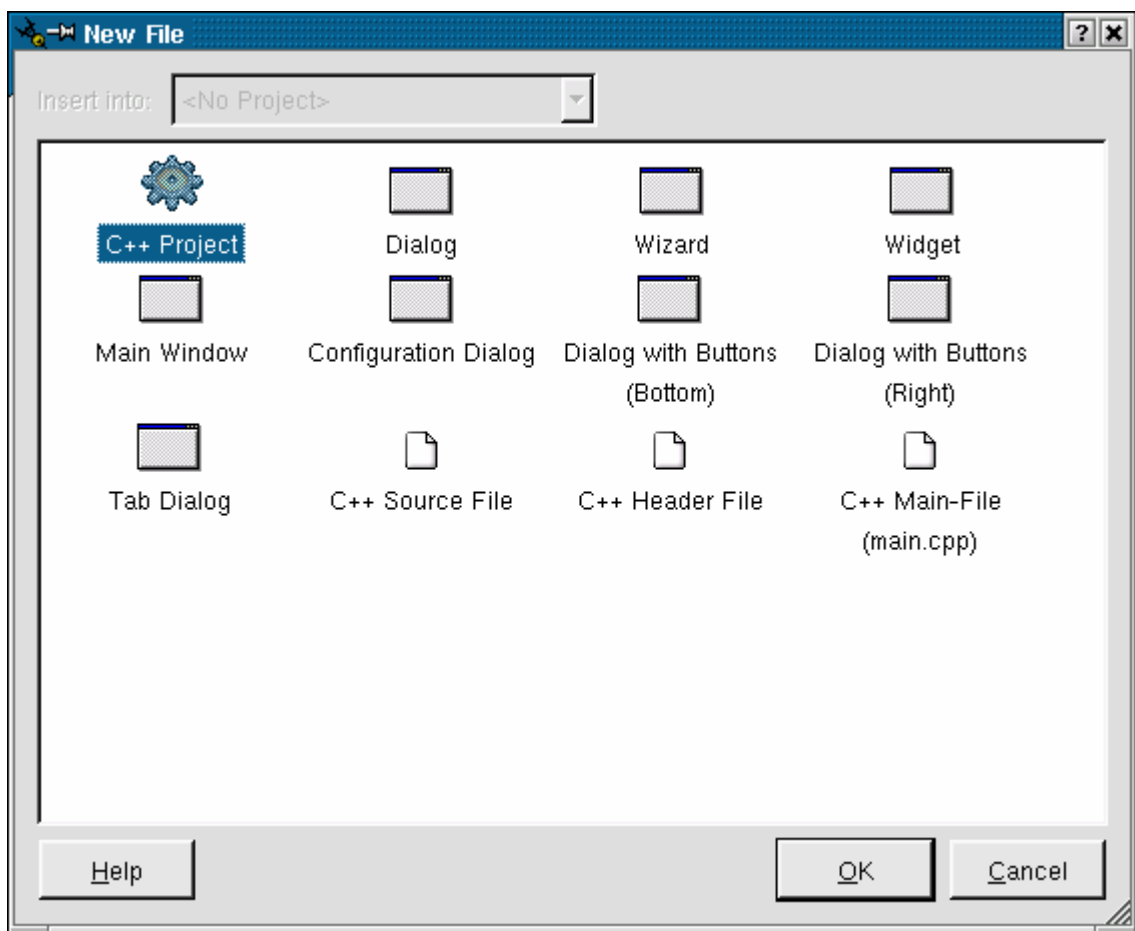 New File
Insert into: <No Project>
C++ Project Dialog Wizard Widget
Main Window Configuration Dialog Dialog with Buttons Dialog with Buttons
(Bottom) (Right)
Tab Dialog C++ Source File C++ Header File C++ Main-File
(main.cpp)
Help OK Cancel